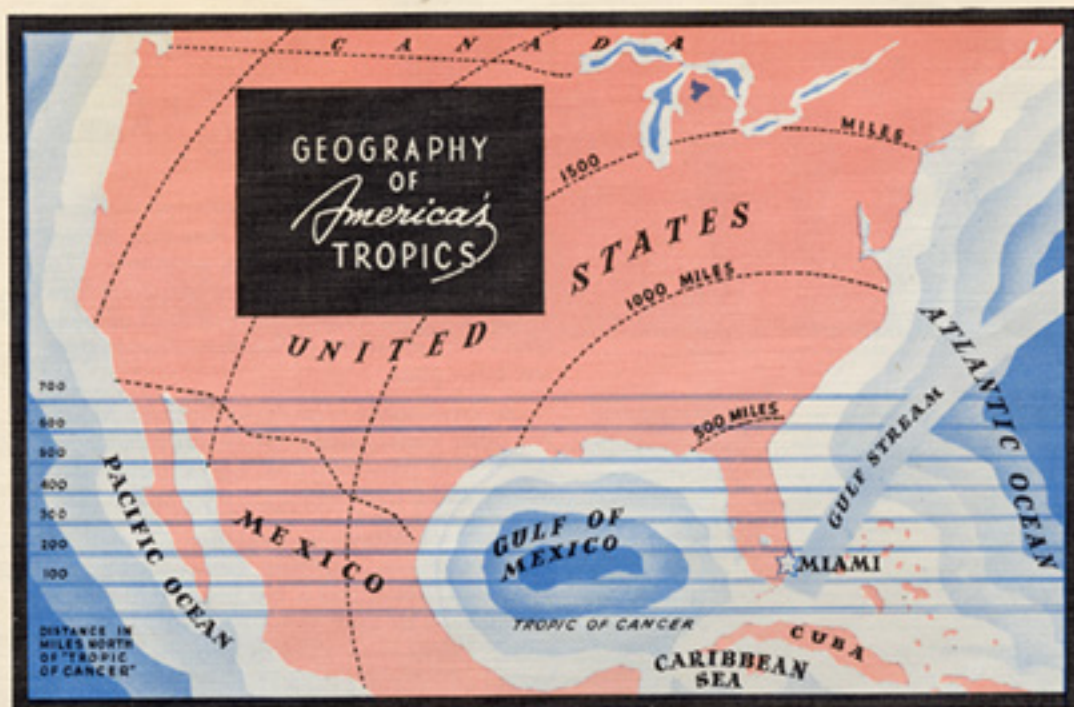 CANADA
GEOGRAPHY
OF
America's
TROPICS
1500 MILES
STATES
1000 MILES
UNITED
ATLANTIC OCEAN
500 MILES
GULF STREAM
700
600
500
400
300
200
100
PACIFIC OCEAN
MEXICO
GULF OF
MEXICO
MIAMI
TROPIC OF CANCER
DISTANCE IN
MILES NORTH
OF "TROPIC
OF CANCER"
CUBA
CARIBBEAN
SEA